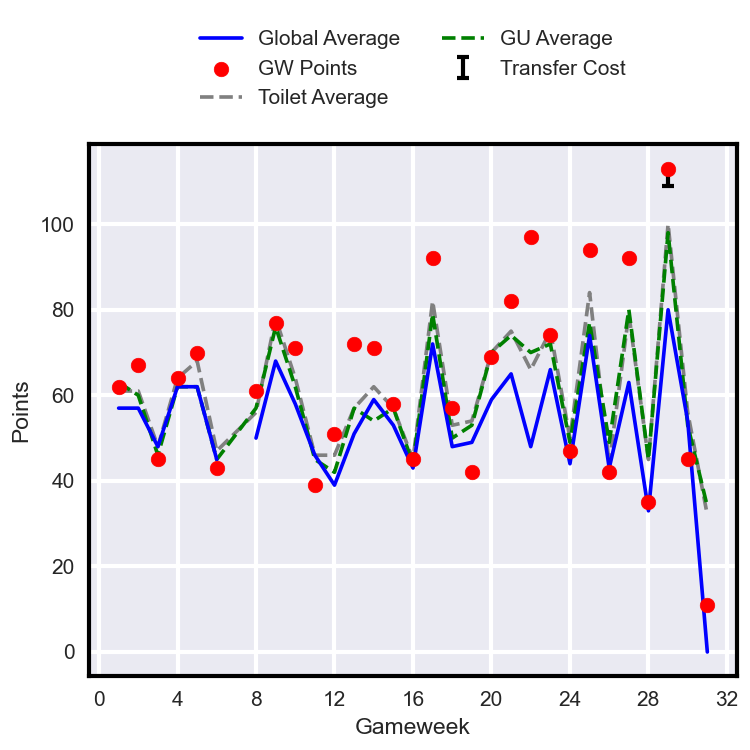 Global Average
GW Points
Toilet Average
GU Average
Transfer Cost
100
80
60
40
20
0
Points
0 4 8 12 16 20 24 28 32
Gameweek